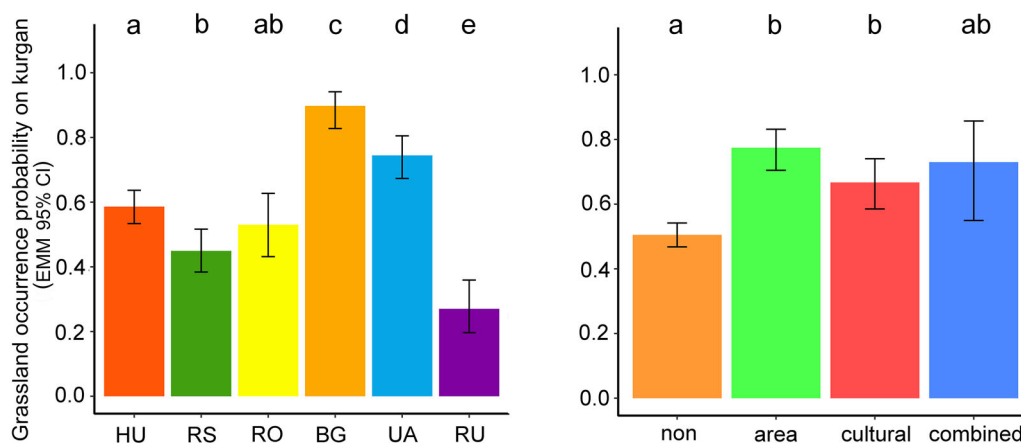 Grassland occurrence probability on kurgan
(EMM 95% CI)
a b ab c d e
1.0
0.8
0.6
0.4
0.2
0.0
HU RS RO BG UA RU
a b b ab
1.0
0.8
0.6
0.4
0.2
0.0
non area cultural combined